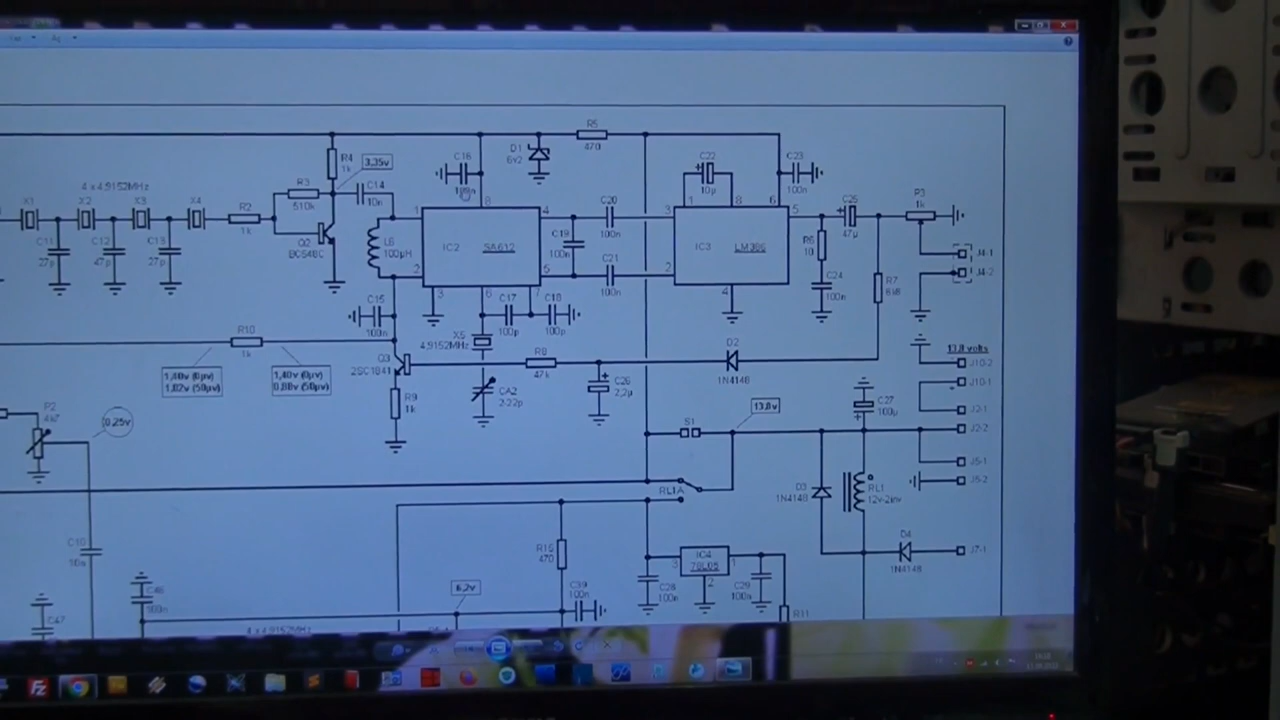 R5
470
R4
1k
3,35v
C16
D1
6v2
C22
10µ
C23
100n
4 x 4,9152MHz
R3
510k
C14
10n
X1
X2
X3
X4
R2
1k
Q2
BC548C
C11
27p
C12
47p
C13
27p
L6
100µH
1
2
8
4
5
3
6
7
IC2
SA612
C19
100n
C20
100n
C21
100n
3
2
1
8
6
5
4
IC3
LM386
C25
47µ
P3
1k
R6
10
C24
100n
R7
J4-1
J4-2
C15
100n
C17
100p
C18
100p
X5
4,9152MHz
R10
1k
1,40v (0µv)
1,02v (50µv)
1,40v (0µv)
0,88v (50µv)
Q3
2SC1841
R9
1k
CA2
2-22p
R8
47k
C26
2,2µ
D2
1N4148
13,8 volts
J10-2
J10-1
J2-1
J2-2
J5-1
J5-2
J7-1
C27
100µ
P2
4k7
0,25v
S1
13,8v
RL1A
D3
1N4148
RL1
12v-2inv
D4
1N4148
C10
10n
R15
470
6,2v
C39
100n
IC4
78L05
3
1
2
C28
100n
C29
100n
R11
C46
100n
C47
4 x 4,9152MHz